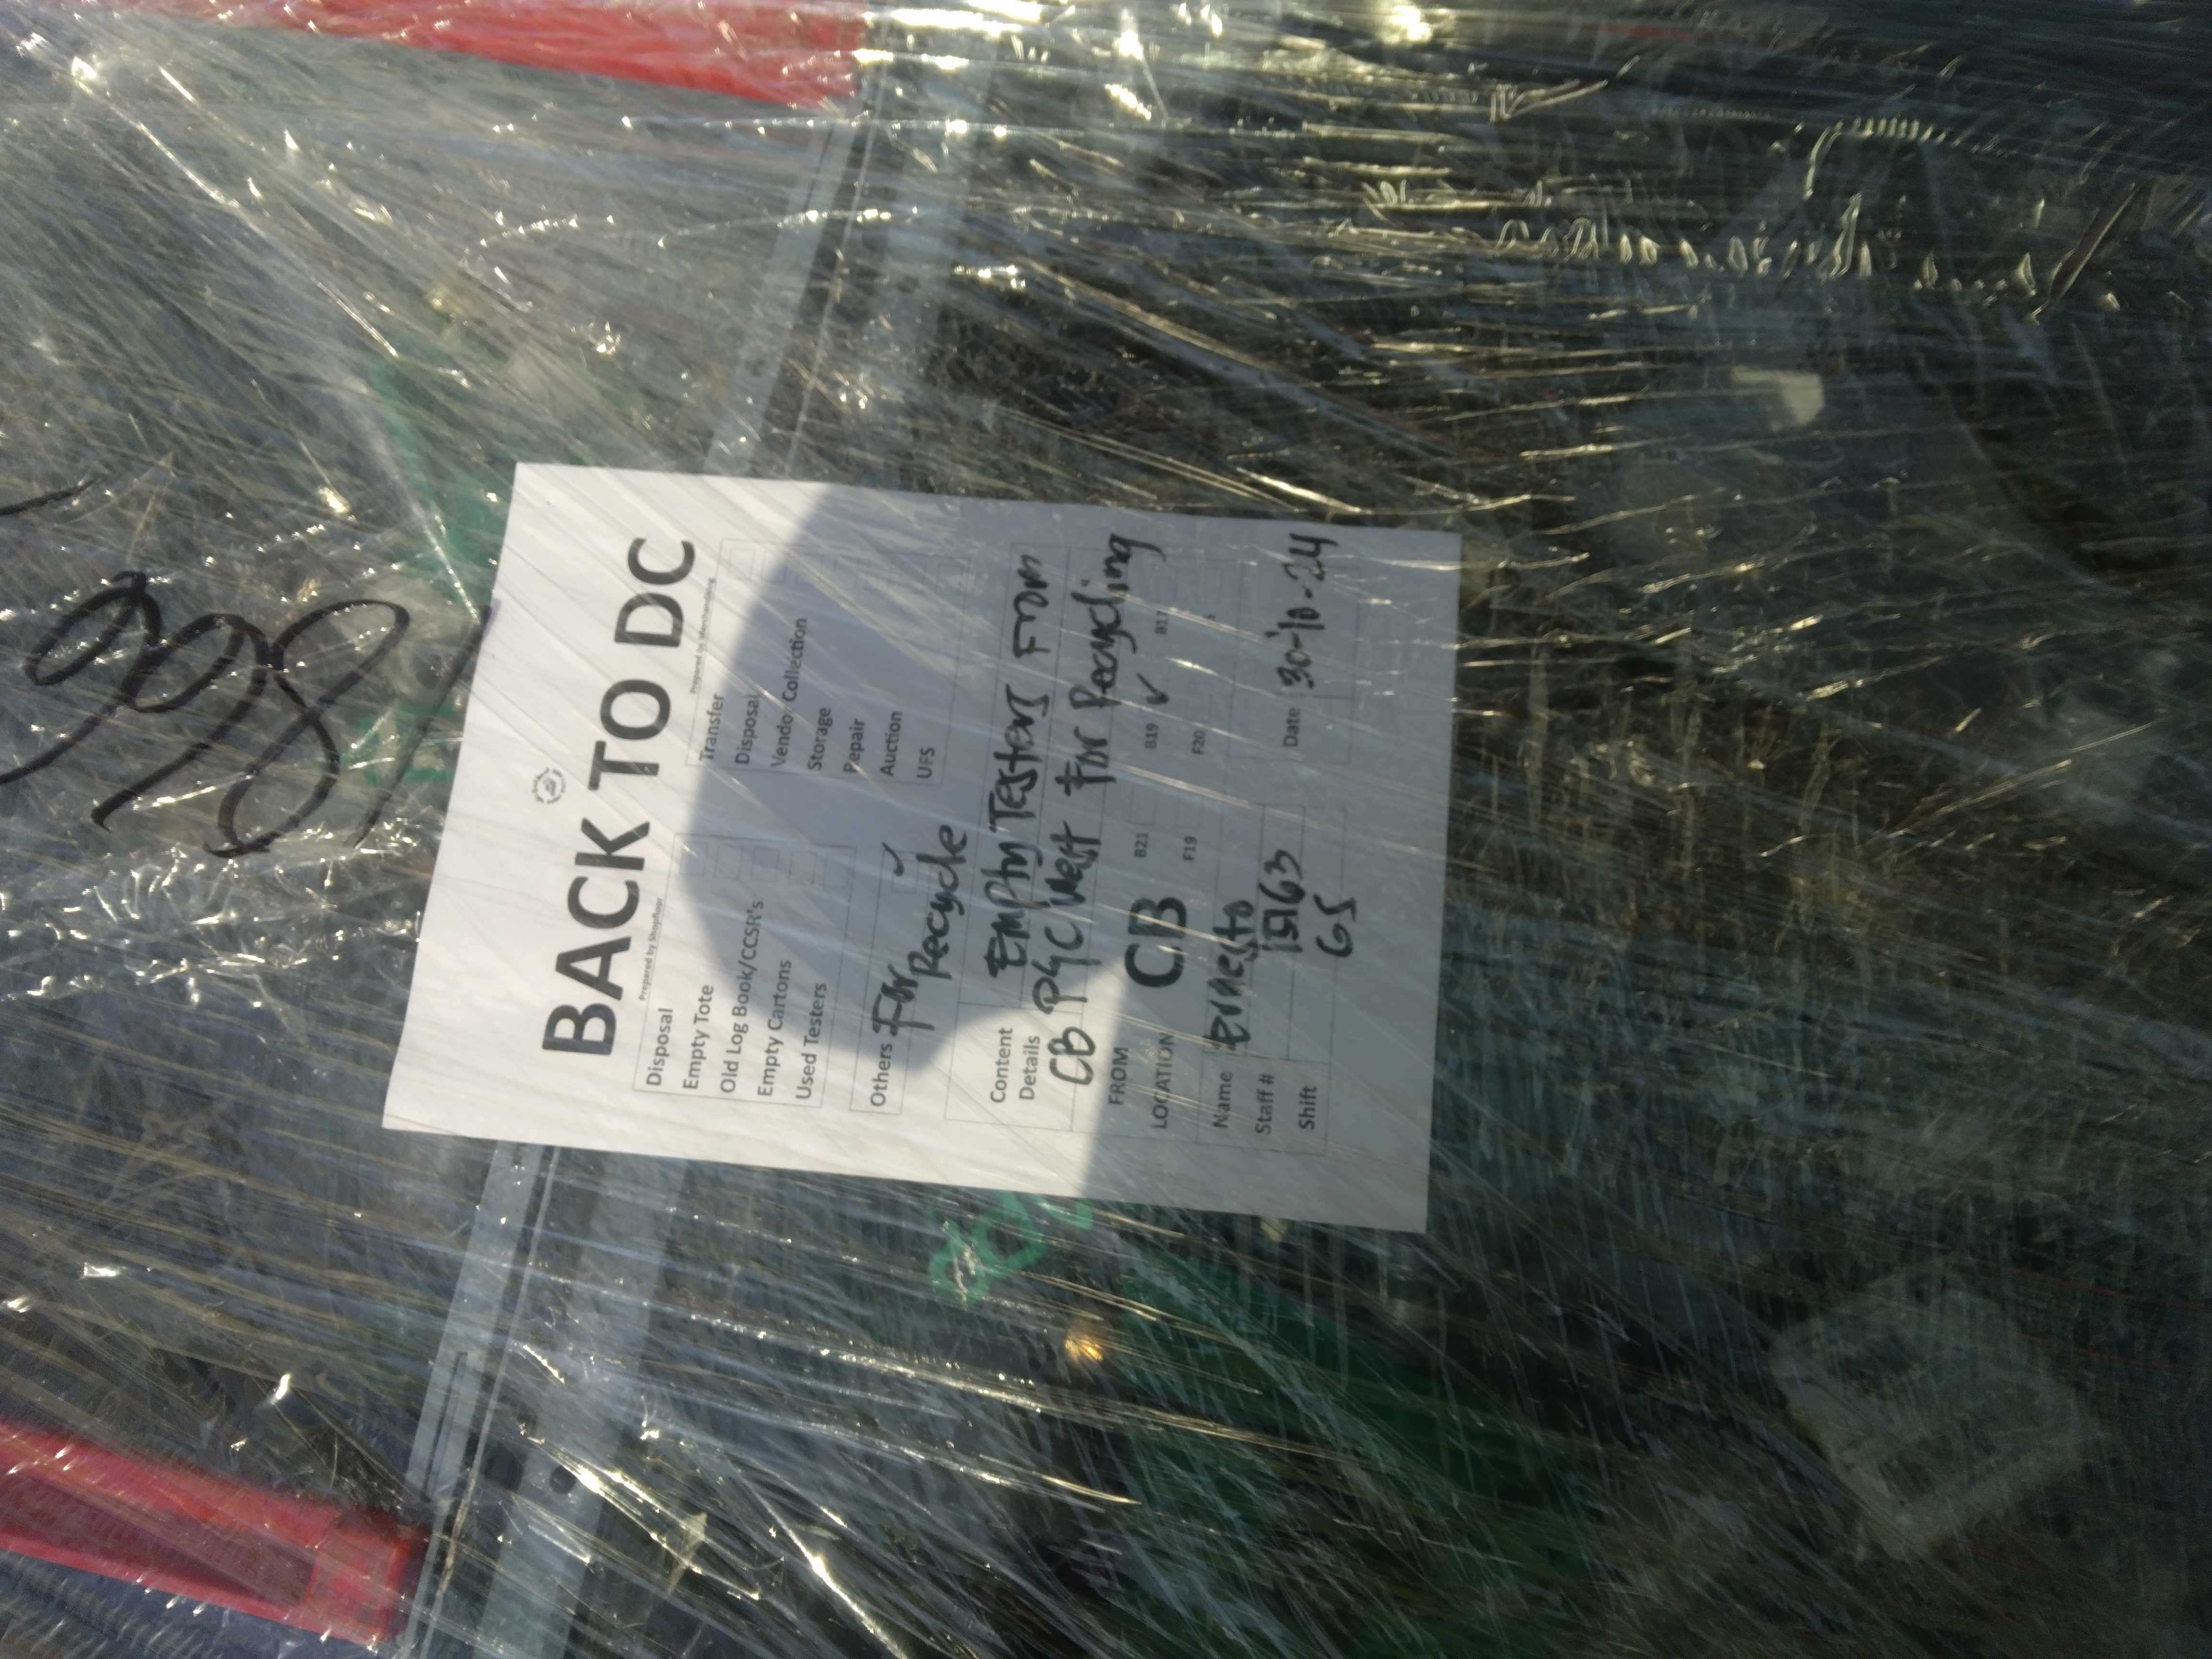 BACK TO DC
Prepared by Shopfloor
Prepared by Merchandising
Disposal
Empty Tote
Old Log Book/CCSR's
Empty Cartons
Used Testers
Transfer
Disposal
Vendor Collection
Storage
Repair
Auction
UFS
Others For ✓
Recycle
Content Details
Empty Testers From
CB P4C West For Recycling
FROM LOCATION
CB
B21
B19 ✓
B17
F19
F20
Name Ernesto
Staff #
Shift GS
Date 30-10-24